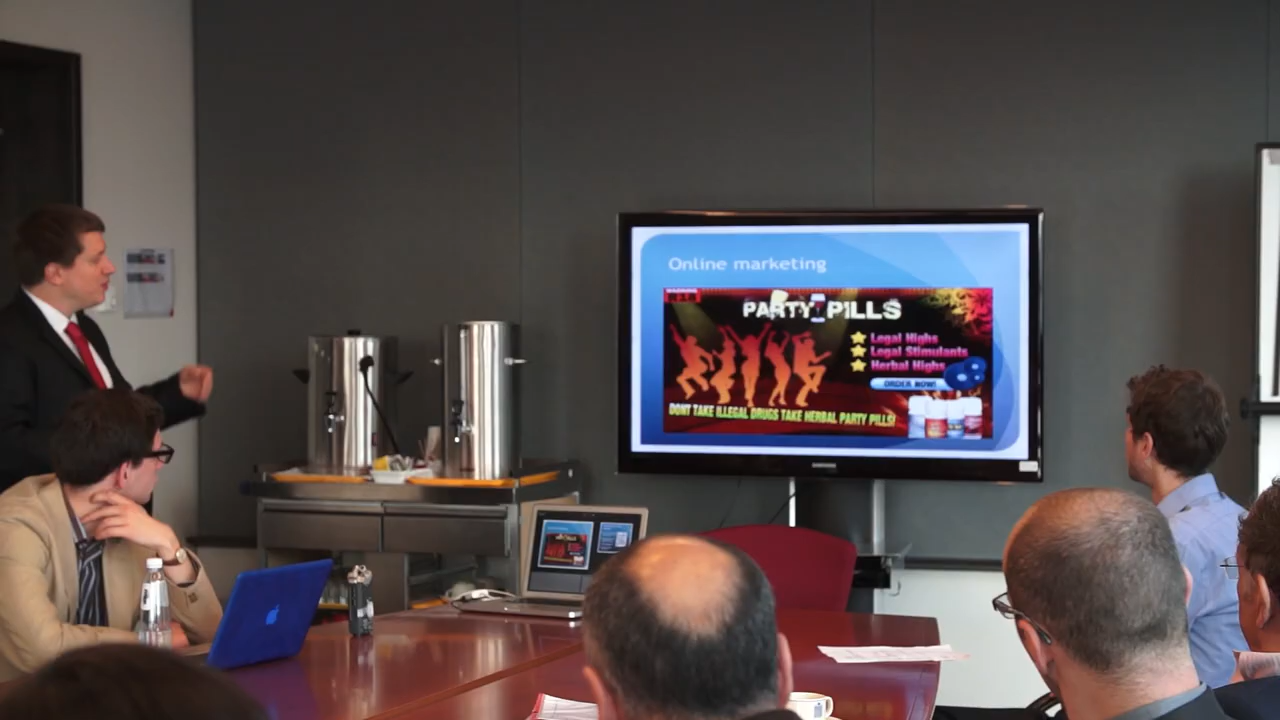 Online marketing
PARTY PILLS
Legal Highs
Legal Stimulants
Herbal Highs
ORDER NOW!
DONT TAKE ILLEGAL DRUGS TAKE HERBAL PARTY PILLS!
SAMSUNG